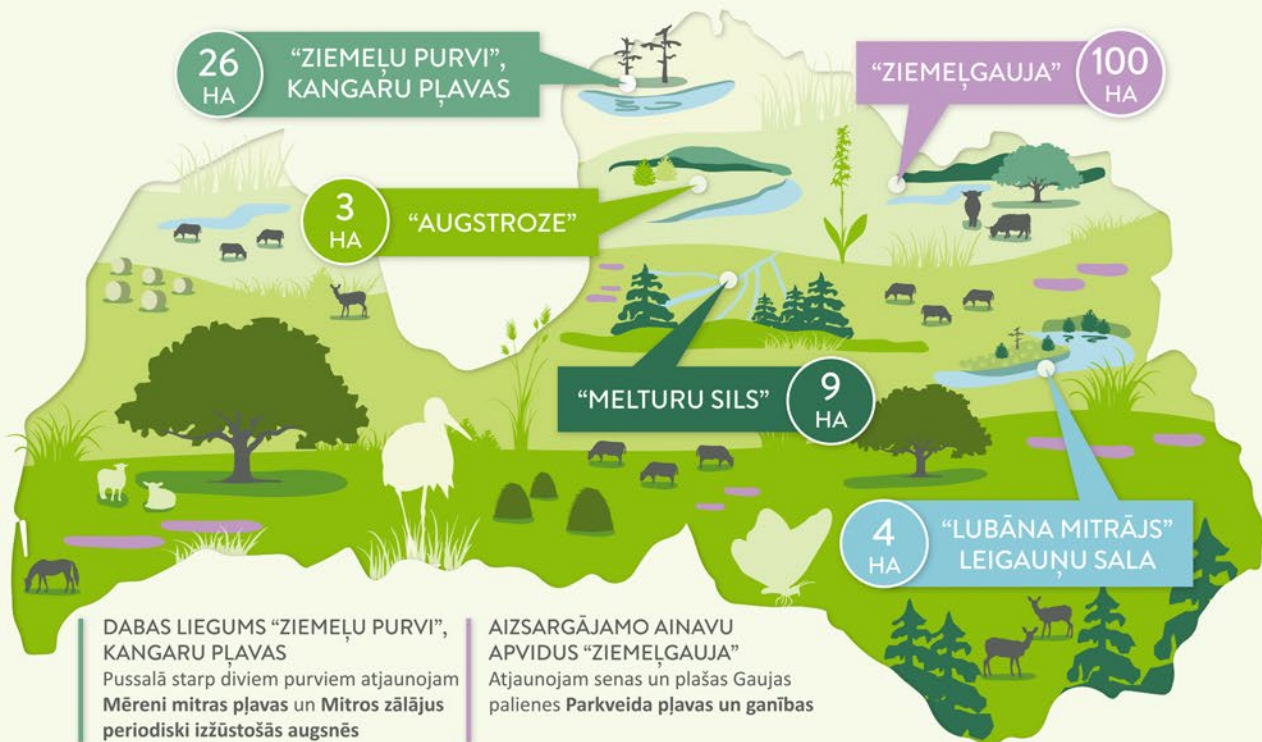 26
HA
"ZIEMEĻU PURVI",
KANGARU PĻAVAS
"ZIEMEĻGAUJA"
100
HA
3
HA
"AUGSTROZE"
"MELTURU SILS"
9
HA
4
HA
"LUBĀNA MITRĀJS"
LEIGAUŅU SALA
DABAS LIEGUMS "ZIEMEĻU PURVI",
KANGARU PĻAVAS
Pussalā starp diviem purviem atjaunojam
Mēreni mitras pļavas un Mitros zālājus
periodiski izžūstošās augsnēs
AIZSARGĀJAMO AINAVU
APVIDUS "ZIEMEĻGAUJA"
Atjaunojam senas un plašas Gaujas
palienes Parkveida pļavas un ganības